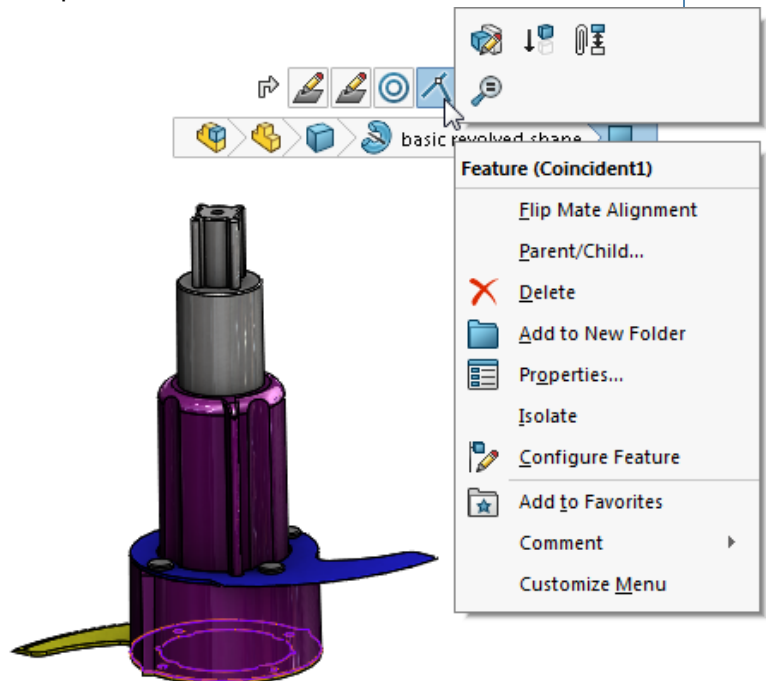 basic revolved shape
Feature (Coincident1)
Flip Mate Alignment
Parent/Child...
Delete
Add to New Folder
Properties...
Isolate
Configure Feature
Add to Favorites
Comment
Customize Menu